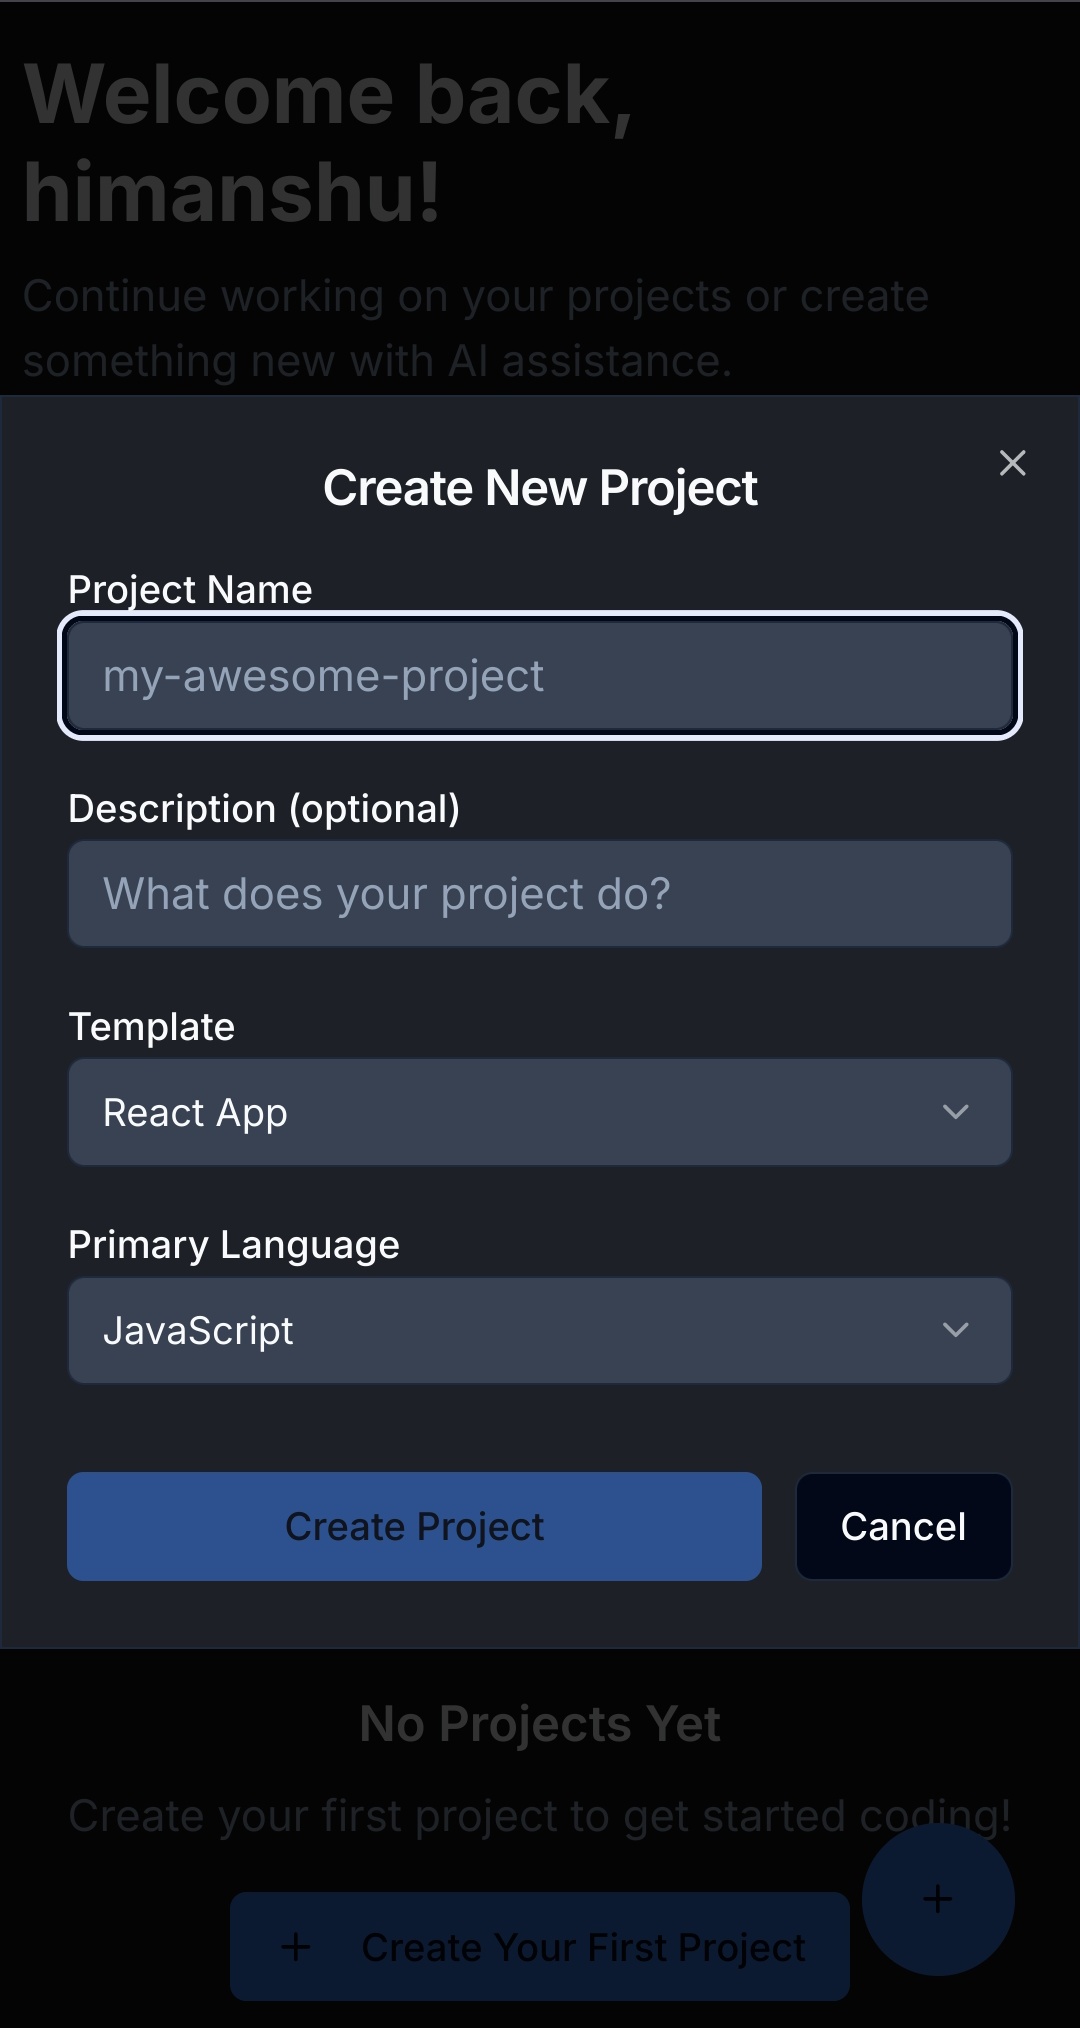 Welcome back,
himanshu!
Continue working on your projects or create
something new with AI assistance.
Create New Project
Project Name
my-awesome-project
Description (optional)
What does your project do?
Template
React App
Primary Language
JavaScript
Create Project
Cancel
No Projects Yet
Create your first project to get started coding!
+
+ Create Your First Project